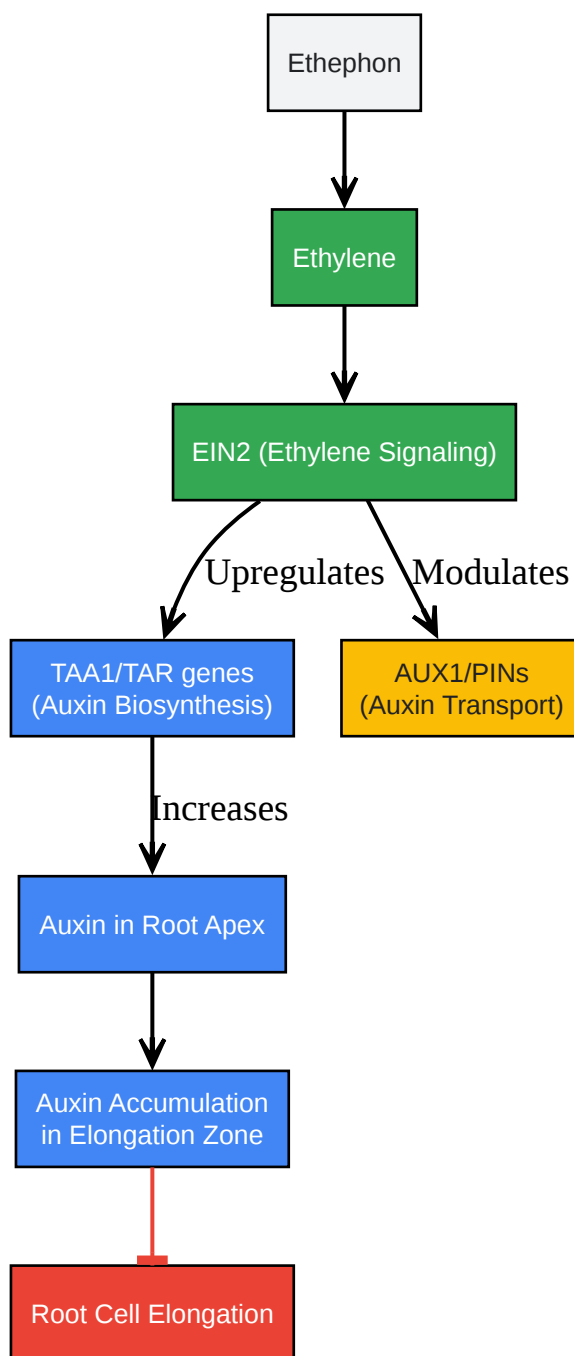 Ethephon
Ethylene
EIN2 (Ethylene Signaling)
Upregulates
Modulates
TAA1/TAR genes
(Auxin Biosynthesis)
AUX1/PINs
(Auxin Transport)
Increases
Auxin in Root Apex
Auxin Accumulation
in Elongation Zone
Root Cell Elongation